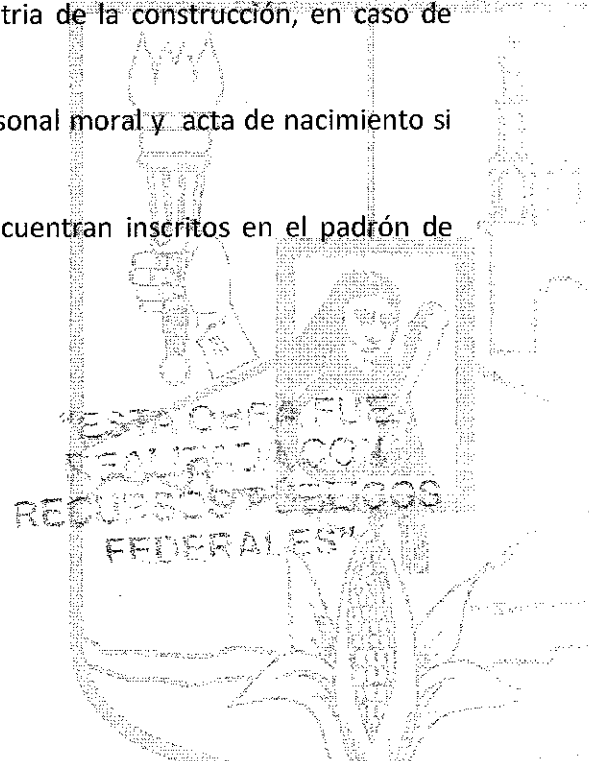 tria de la construcción, en caso de
sonal moral y acta de nacimiento si
cuentran inscritos en el padrón de
"ESTA OBRA FUE
REALIZADA CON
RECURSOS PUBLICOS
FEDERALES"